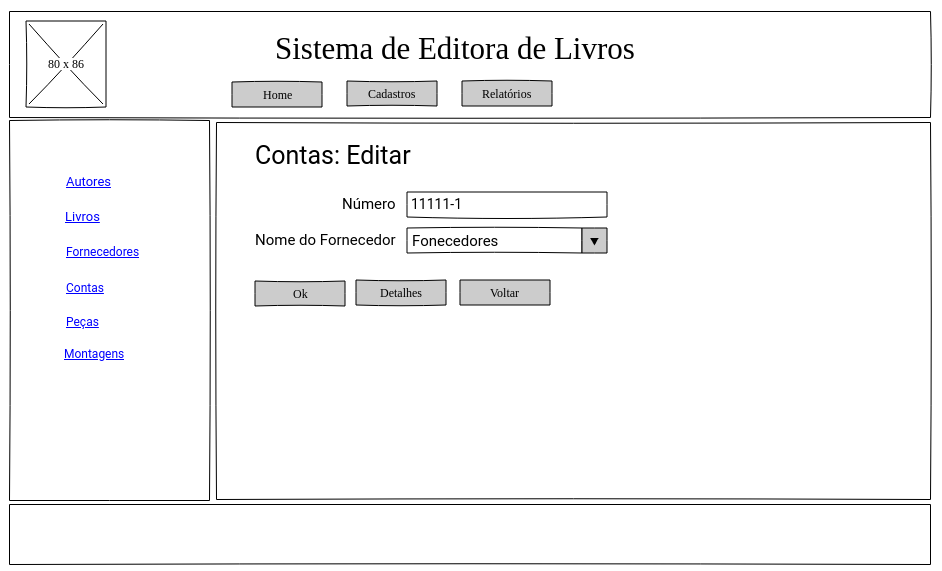 80 x 86
Sistema de Editora de Livros
Home Cadastros Relatórios
Autores
Livros
Fornecedores
Contas
Peças
Montagens
Contas: Editar
Número 11111-1
Nome do Fornecedor Fonecedores
Ok Detalhes Voltar